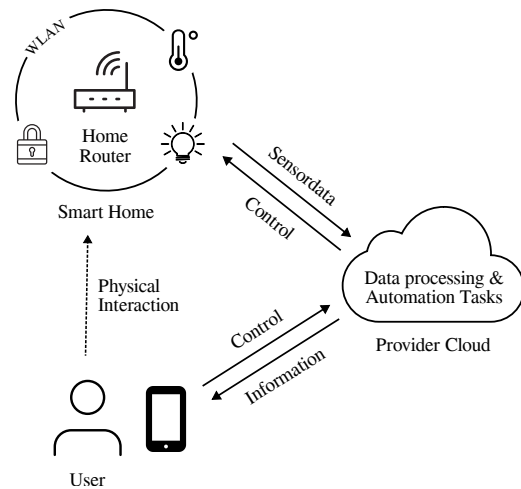 WLAN
Home
Router
Smart Home
Sensordata
Control
Physical
Interaction
Data processing &
Automation Tasks
Provider Cloud
Control
Information
User